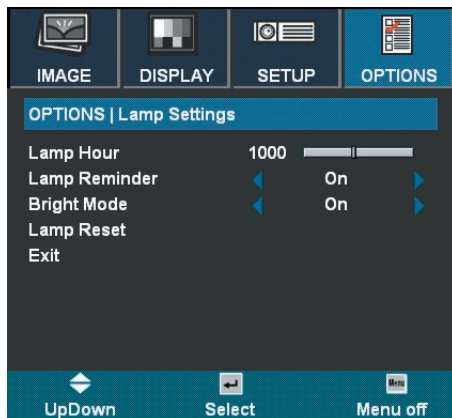 IMAGE DISPLAY SETUP OPTIONS
OPTIONS | Lamp Settings
Lamp Hour 1000
Lamp Reminder On
Bright Mode On
Lamp Reset
Exit
Menu
UpDown Select Menu off